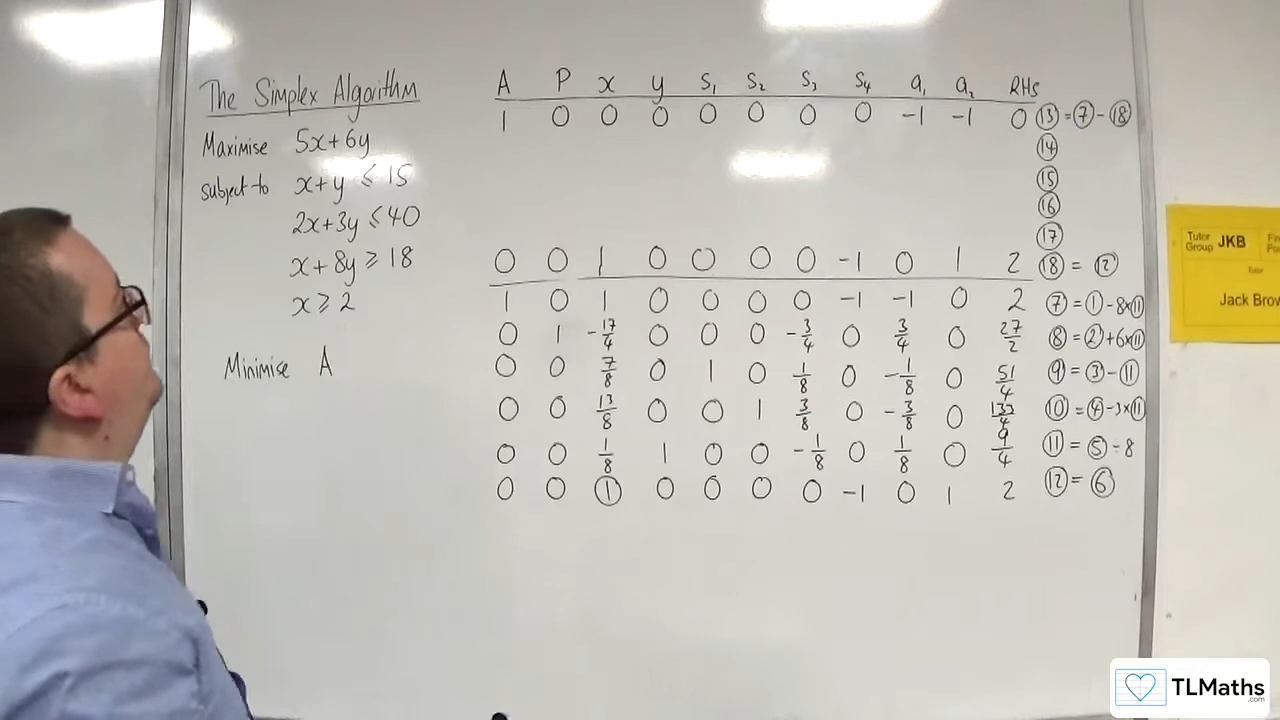 The Simplex Algorithm
Maximise 5x+6y
subject to x+y ≤ 15
2x+3y ≤ 40
x+8y ≥ 18
x ≥ 2
Minimise A
A P x y S₁ S₂ S₃ S₄ a₁ a₂ RHS
1 0 0 0 0 0 0 0 -1 -1 0 ⑬ = ⑦ - ⑱
⑭
⑮
⑯
⑰
0 0 1 0 0 0 0 -1 0 1 2 ⑱ = ⑫
1 0 1 0 0 0 0 -1 -1 0 2 ⑦ = ① - 8×⑪
0 1 -17/4 0 0 0 -3/4 0 3/4 0 27/2 ⑧ = ② + 6×⑪
0 0 7/8 0 1 0 1/8 0 -1/8 0 51/4 ⑨ = ③ - ⑪
0 0 13/8 0 0 1 3/8 0 -3/8 0 133/4 ⑩ = ④ - 3×⑪
0 0 1/8 1 0 0 -1/8 0 1/8 0 9/4 ⑪ = ⑤ ÷ 8
0 0 ① 0 0 0 0 -1 0 1 2 ⑫ = ⑥
Tutor
Group JKB
Tutor
Jack Brow
TLMaths
.com